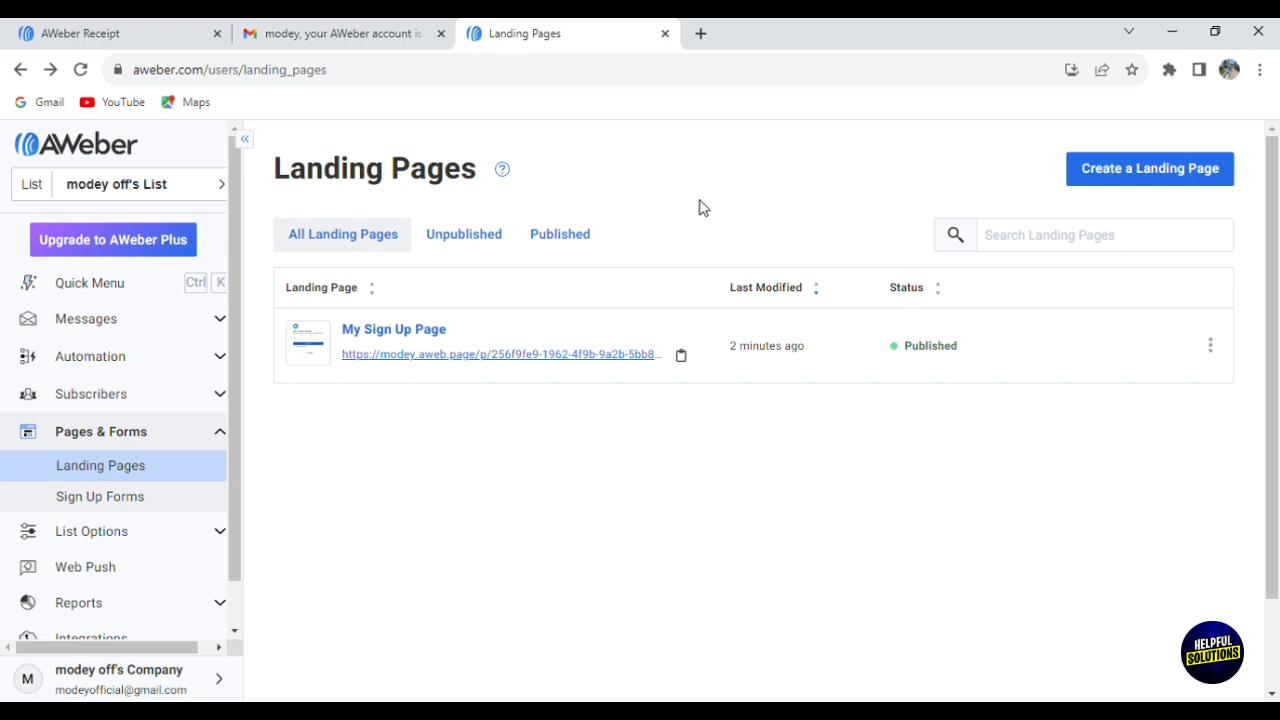 AWeber Receipt
modey, your AWeber account is
Landing Pages
aweber.com/users/landing_pages
Gmail
YouTube
Maps
AWeber
List
modey off's List
Upgrade to AWeber Plus
Quick Menu
Ctrl
K
Messages
Automation
Subscribers
Pages & Forms
Landing Pages
Sign Up Forms
List Options
Web Push
Reports
Integrations
M
modey off's Company
modeyofficial@gmail.com
Landing Pages
Create a Landing Page
All Landing Pages
Unpublished
Published
Search Landing Pages
Landing Page
Last Modified
Status
My Sign Up Page
https://modey.aweb.page/p/256f9fe9-1962-4f9b-9a2b-5bb8...
2 minutes ago
Published
HELPFUL
SOLUTIONS